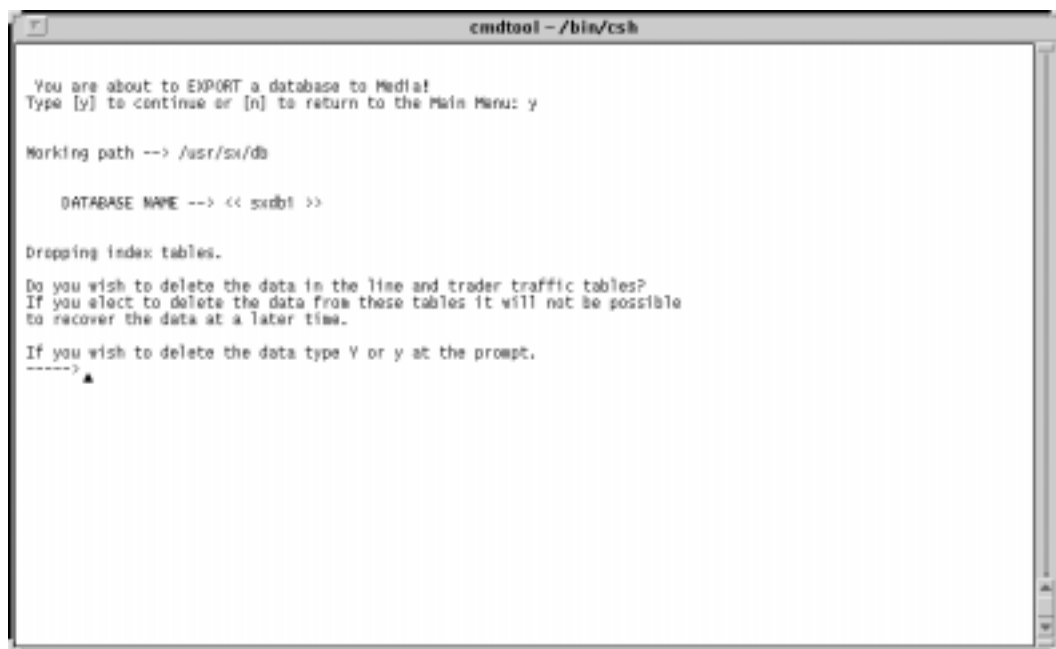 cmdtool - /bin/csh
You are about to EXPORT a database to Media!
Type [y] to continue or [n] to return to the Main Menu: y
Working path --> /usr/sx/db
DATABASE NAME --> << sxdb1 >>
Dropping index tables.
Do you wish to delete the data in the line and trader traffic tables?
If you elect to delete the data from these tables it will not be possible
to recover the data at a later time.
If you wish to delete the data type Y or y at the prompt.
----->